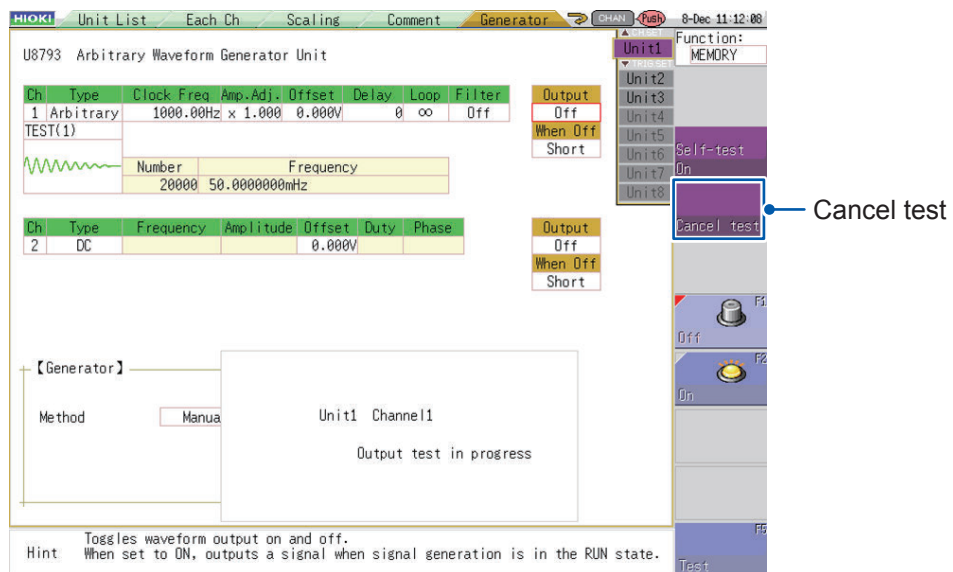 HIOKI Unit List Each Ch Scaling Comment Generator CHAN Push 8-Dec 11:12:08
U8793 Arbitrary Waveform Generator Unit
▲ CH.SET
Unit1
▼ TRIG.SET
Unit2
Unit3
Unit4
Unit5
Unit6
Unit7
Unit8
Function:
MEMORY
Ch Type Clock Freq Amp.Adj. Offset Delay Loop Filter
1 Arbitrary 1000.00Hz x 1.000 0.000V 0 ∞ Off
TEST(1)
Number Frequency
20000 50.0000000mHz
Output
Off
When Off
Short
Self-test
On
Cancel test
Cancel test
Ch Type Frequency Amplitude Offset Duty Phase
2 DC 0.000V
Output
Off
When Off
Short
F1
Off
F2
On
【Generator】
Method Manua
Unit1 Channel1
Output test in progress
F5
Test
Hint Toggles waveform output on and off.
When set to ON, outputs a signal when signal generation is in the RUN state.